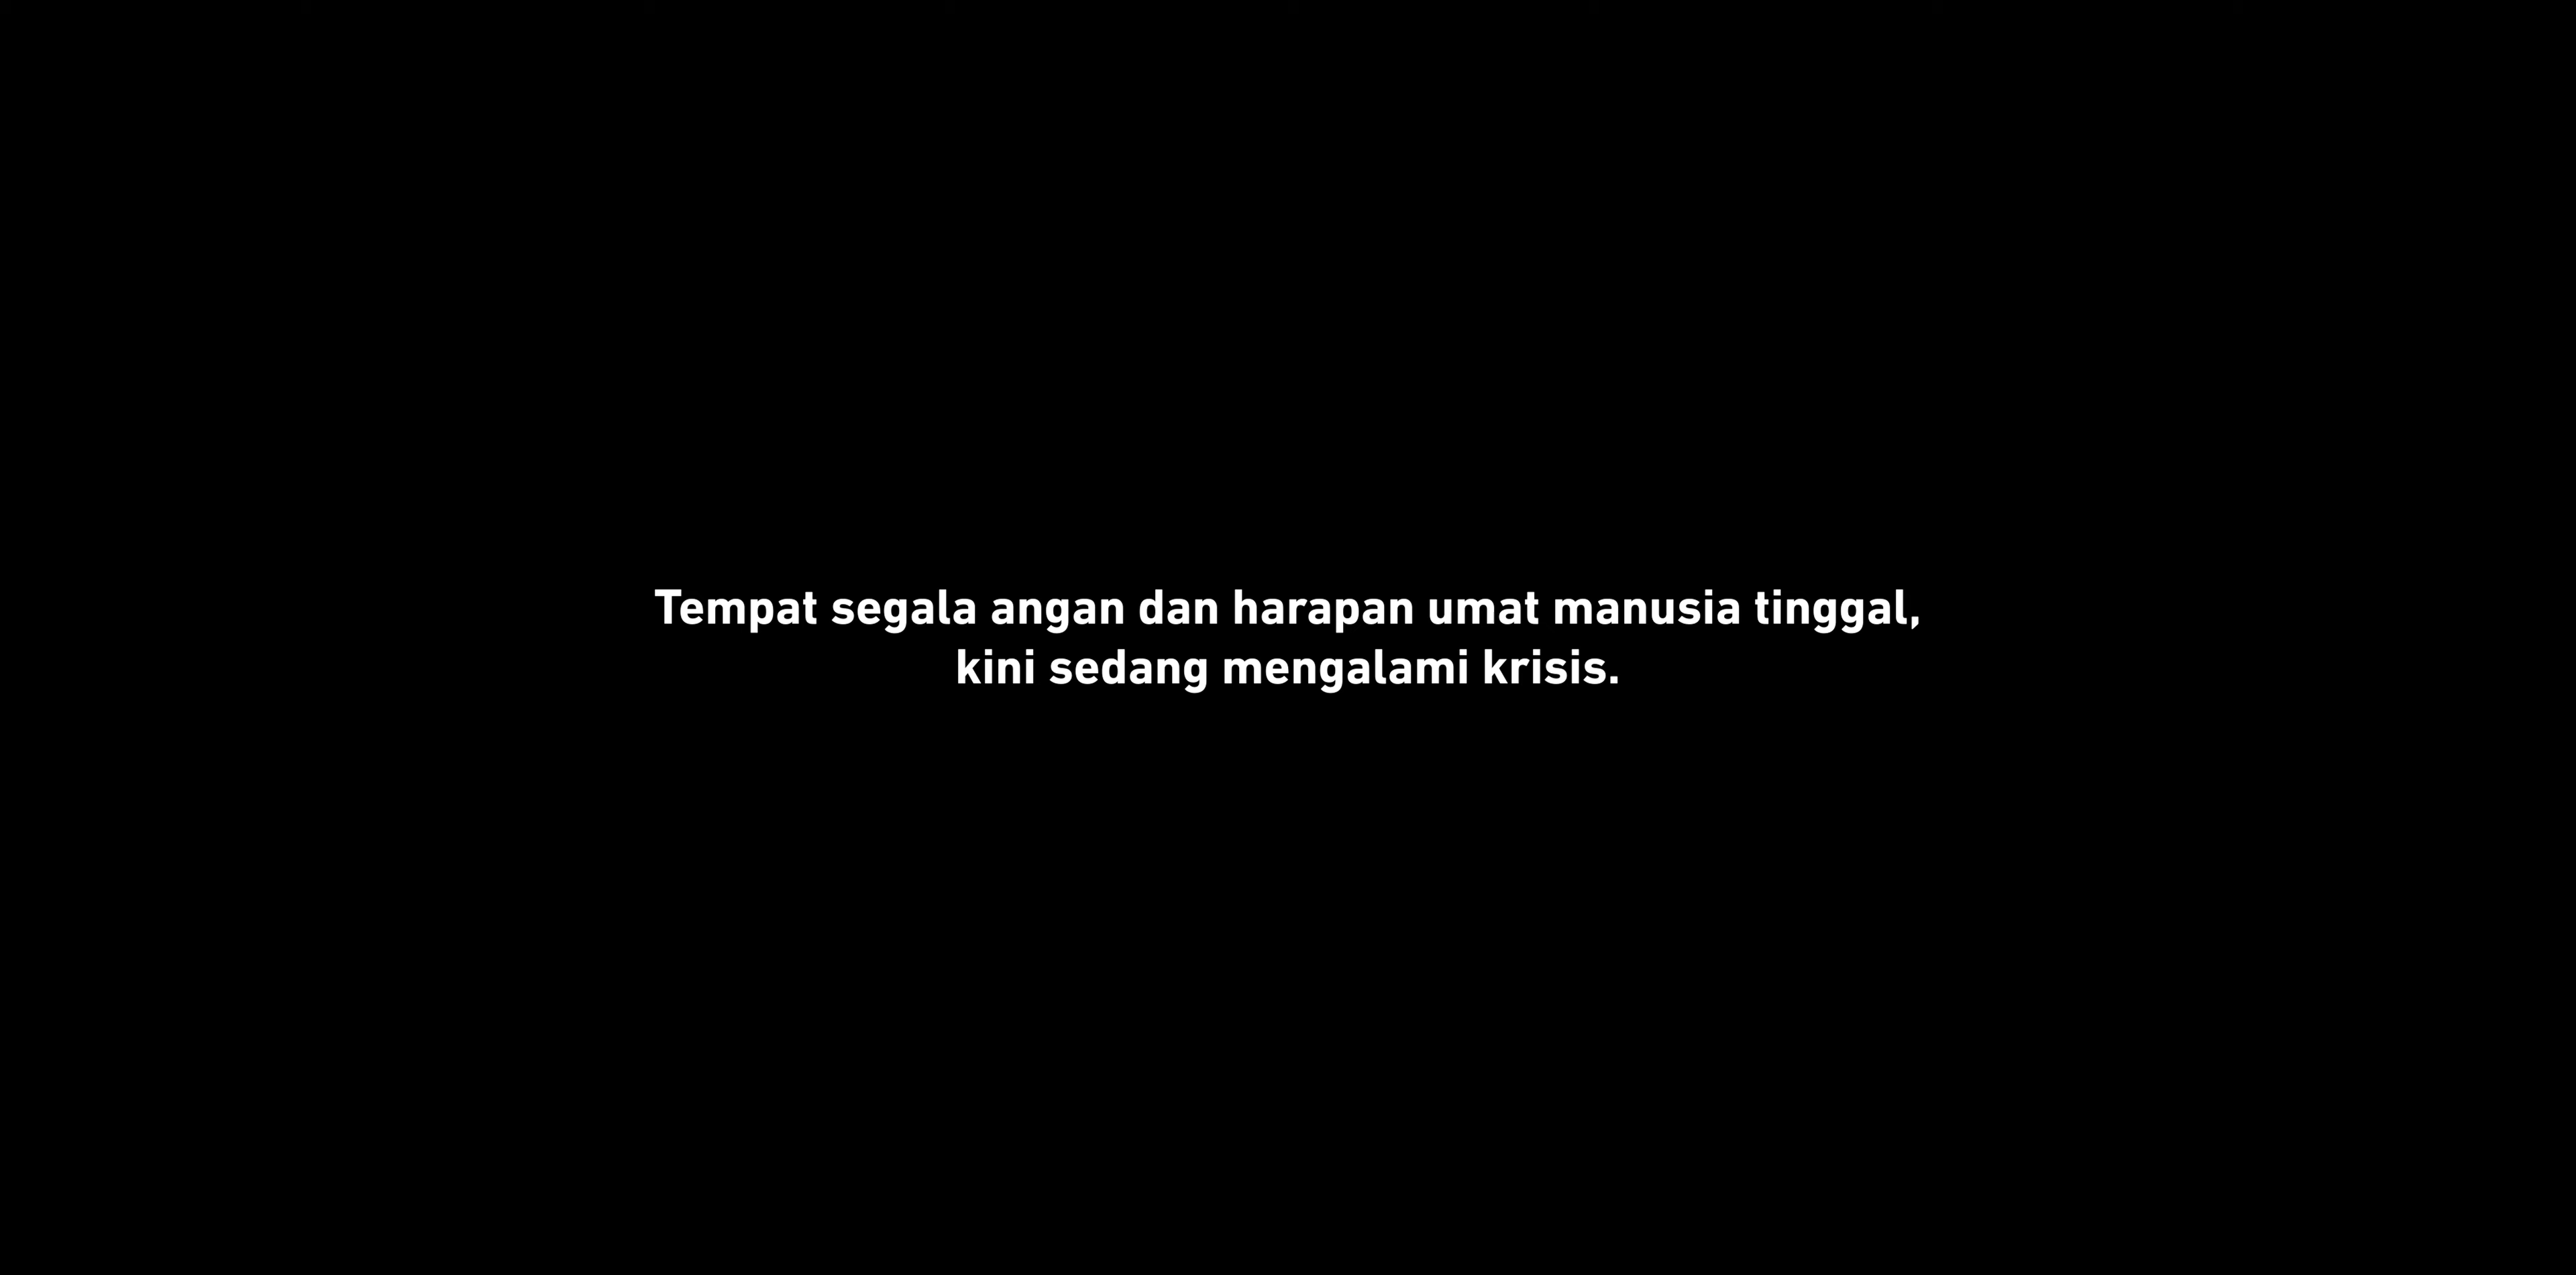 Tempat segala angan dan harapan umat manusia tinggal,
kini sedang mengalami krisis.